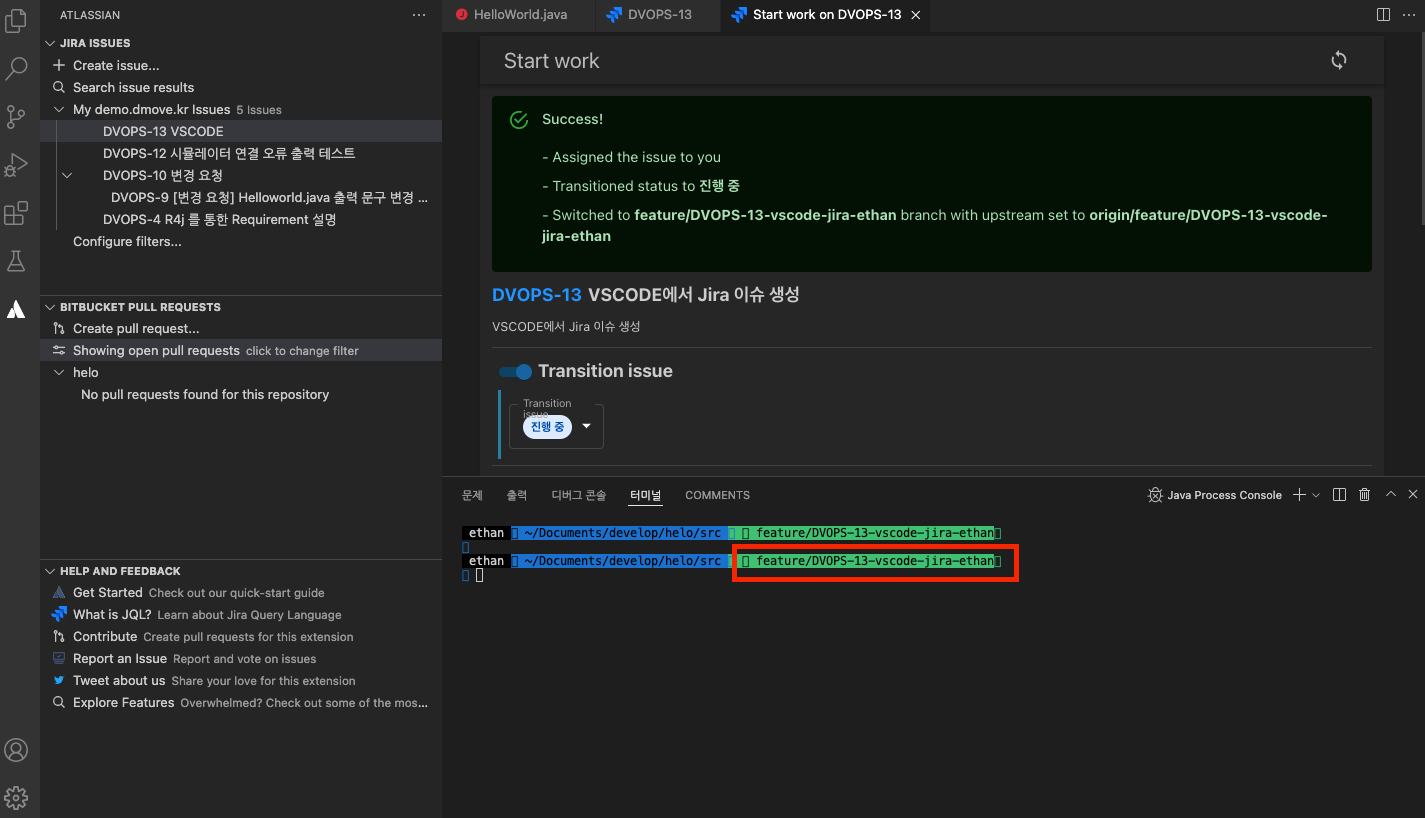 ATLASSIAN
JIRA ISSUES
Create issue...
Search issue results
My demo.dmove.kr Issues 5 Issues
DVOPS-13 VSCODE
DVOPS-12 시뮬레이터 연결 오류 출력 테스트
DVOPS-10 변경 요청
DVOPS-9 [변경 요청] Helloworld.java 출력 문구 변경 ...
DVOPS-4 R4j 를 통한 Requirement 설명
Configure filters...
BITBUCKET PULL REQUESTS
Create pull request...
Showing open pull requests click to change filter
helo
No pull requests found for this repository
HELP AND FEEDBACK
Get Started Check out our quick-start guide
What is JQL? Learn about Jira Query Language
Contribute Create pull requests for this extension
Report an Issue Report and vote on issues
Tweet about us Share your love for this extension
Explore Features Overwhelmed? Check out some of the mos...
HelloWorld.java DVOPS-13 Start work on DVOPS-13
Start work
Success!
- Assigned the issue to you
- Transitioned status to 진행 중
- Switched to feature/DVOPS-13-vscode-jira-ethan branch with upstream set to origin/feature/DVOPS-13-vscode-
jira-ethan
DVOPS-13 VSCODE에서 Jira 이슈 생성
VSCODE에서 Jira 이슈 생성
Transition issue
Transition
issue
진행 중
문제 출력 디버그 콘솔 터미널 COMMENTS Java Process Console
ethan ~/Documents/develop/helo/src feature/DVOPS-13-vscode-jira-ethan
ethan ~/Documents/develop/helo/src feature/DVOPS-13-vscode-jira-ethan